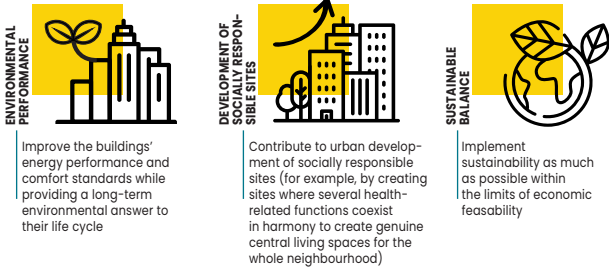 ENVIRONMENTAL
PERFORMANCE
Improve the buildings'
energy performance and
comfort standards while
providing a long-term
environmental answer to
their life cycle
DEVELOPMENT OF
SOCIALLY RESPON-
SIBLE SITES
Contribute to urban develop-
ment of socially responsible
sites (for example, by creating
sites where several health-
related functions coexist
in harmony to create genuine
central living spaces for the
whole neighbourhood)
SUSTAINABLE
BALANCE
Implement
sustainability as much
as possible within
the limits of economic
feasability